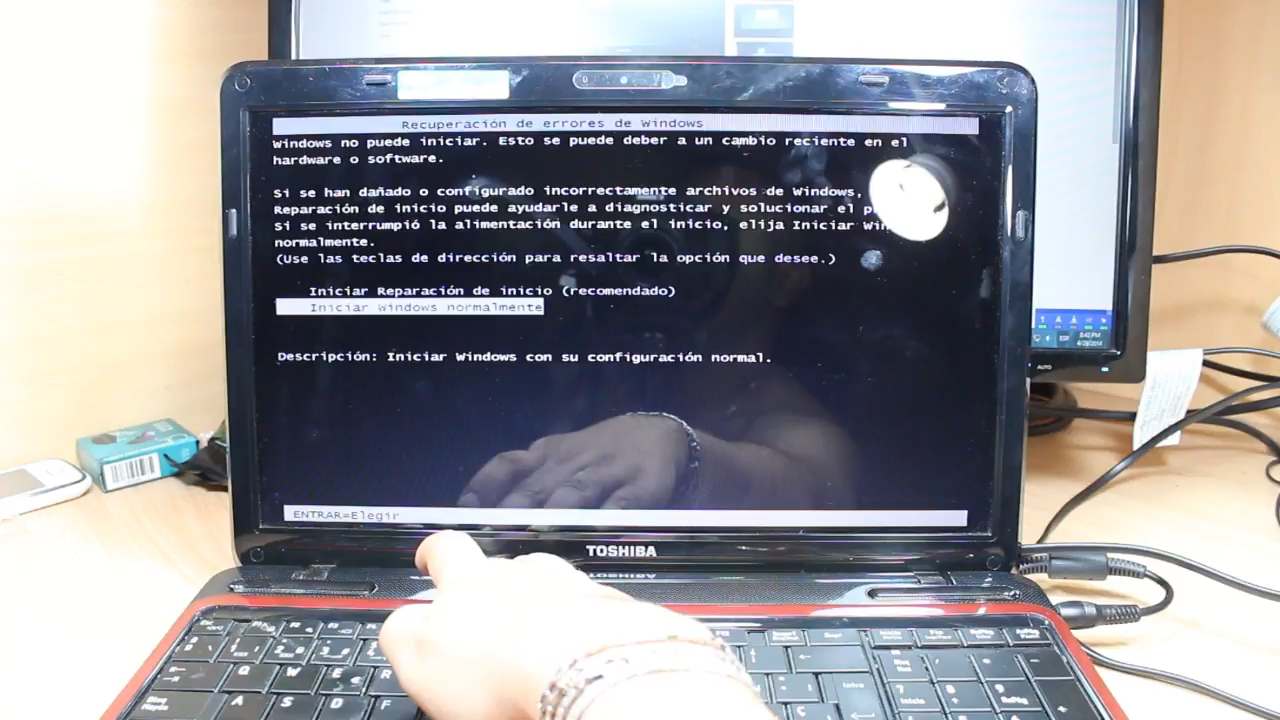 Recuperación de errores de Windows
Windows no puede iniciar. Esto se puede deber a un cambio reciente en el
hardware o software.
Si se han dañado o configurado incorrectamente archivos de Windows,
Reparación de inicio puede ayudarle a diagnosticar y solucionar el p
Si se interrumpió la alimentación durante el inicio, elija Iniciar Win
normalmente.
(Use las teclas de dirección para resaltar la opción que desee.)
Iniciar Reparación de inicio (recomendado)
Iniciar Windows normalmente
Descripción: Iniciar Windows con su configuración normal.
ENTRAR=Elegir
TOSHIBA
AUTO
Q W E R
A S D F